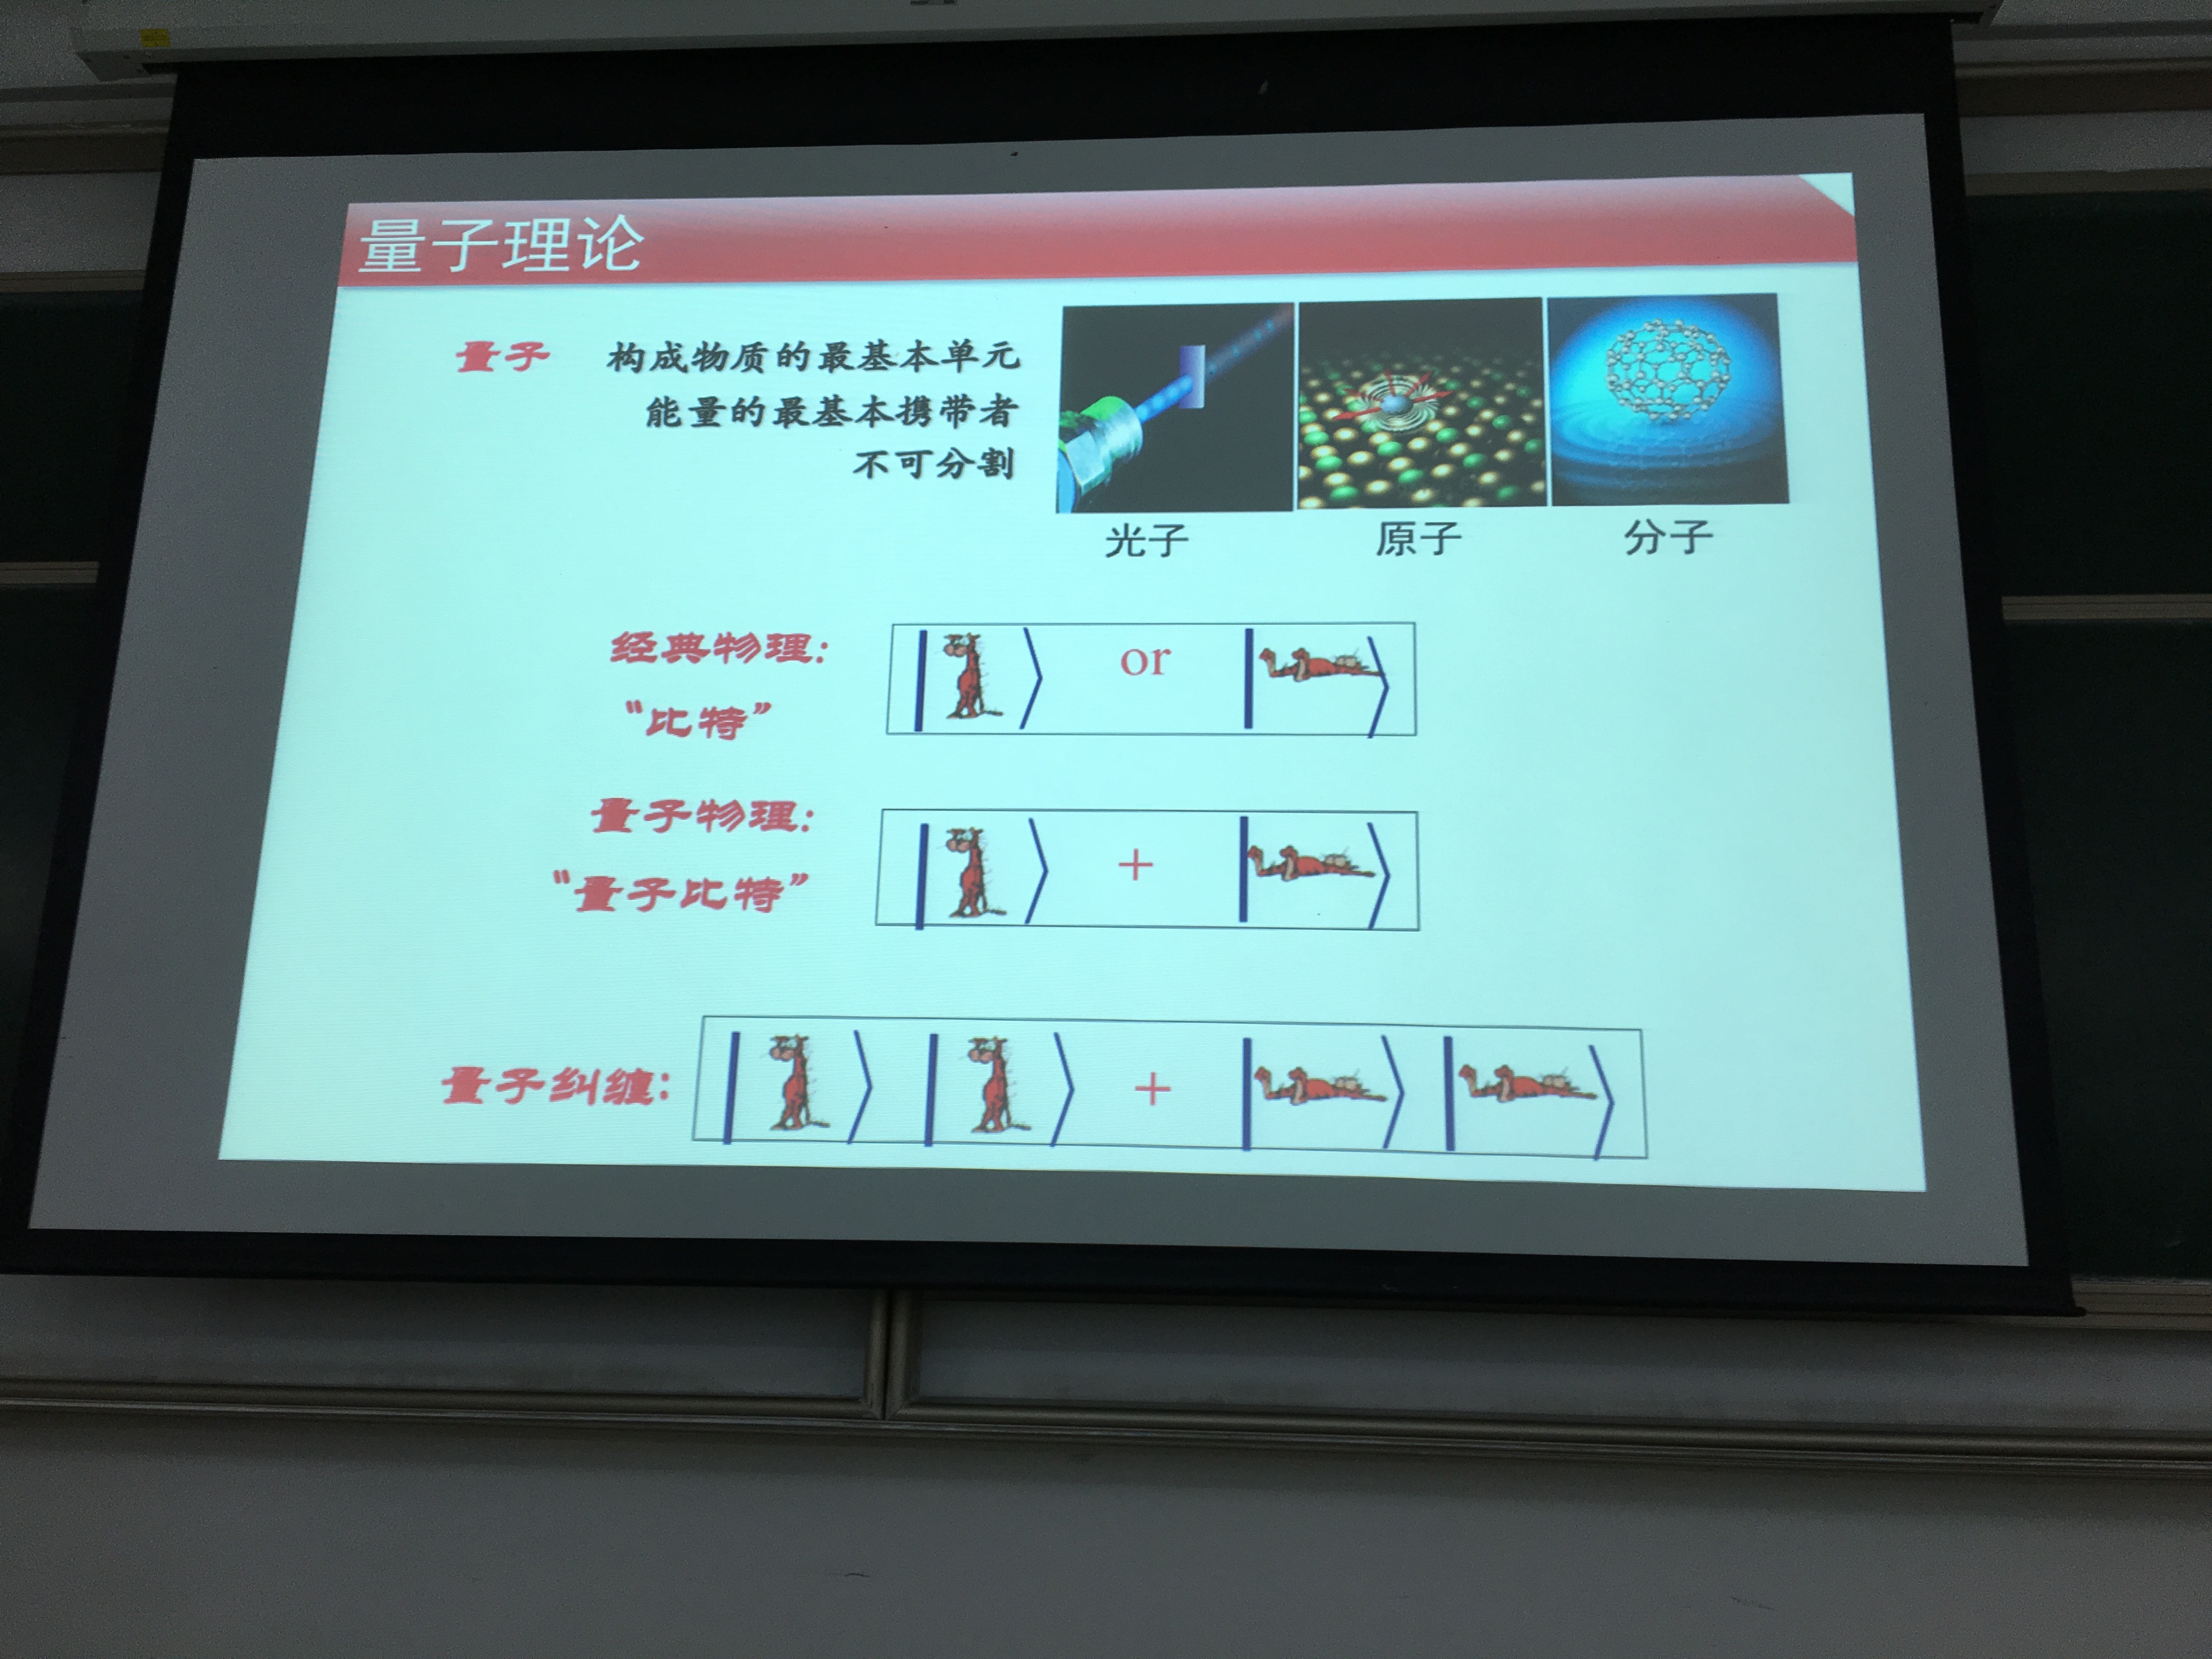 量子理论
量子 构成物质的最基本单元
能量的最基本携带者
不可分割
光子 原子 分子
经典物理:
or
“比特”
量子物理:
+
“量子比特”
量子纠缠:
+